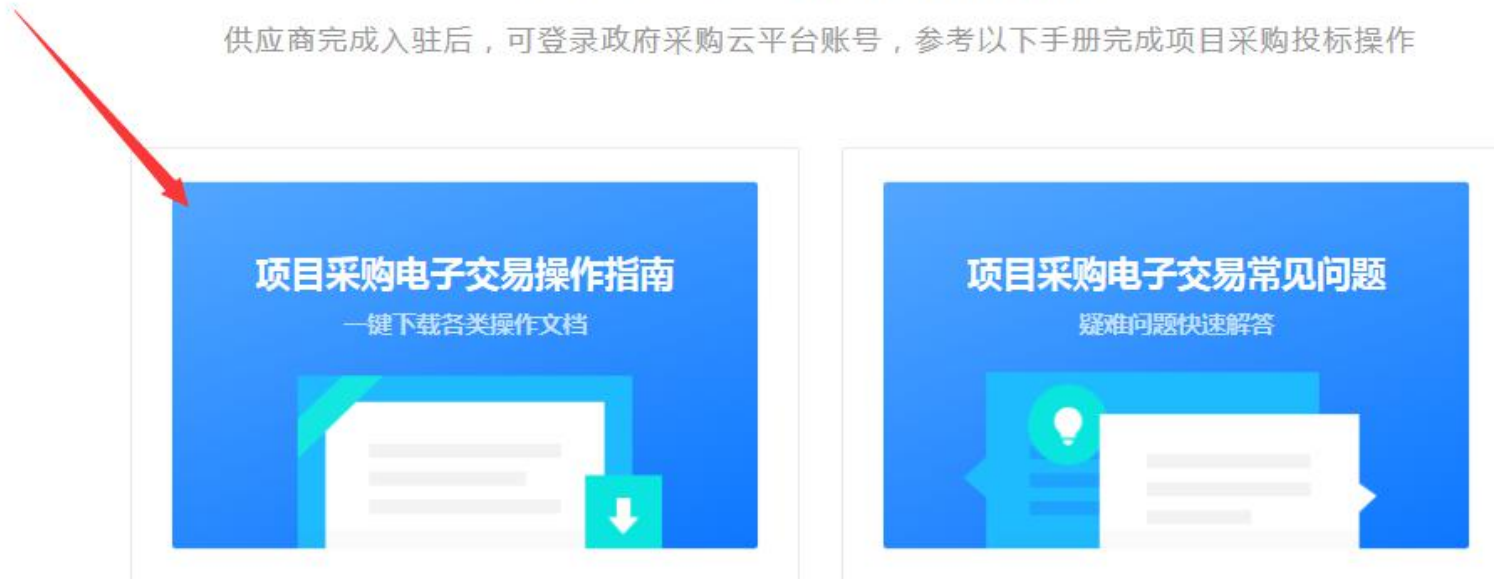 供应商完成入驻后，可登录政府采购云平台账号，参考以下手册完成项目采购投标操作
项目采购电子交易操作指南
一键下载各类操作文档
项目采购电子交易常见问题
疑难问题快速解答